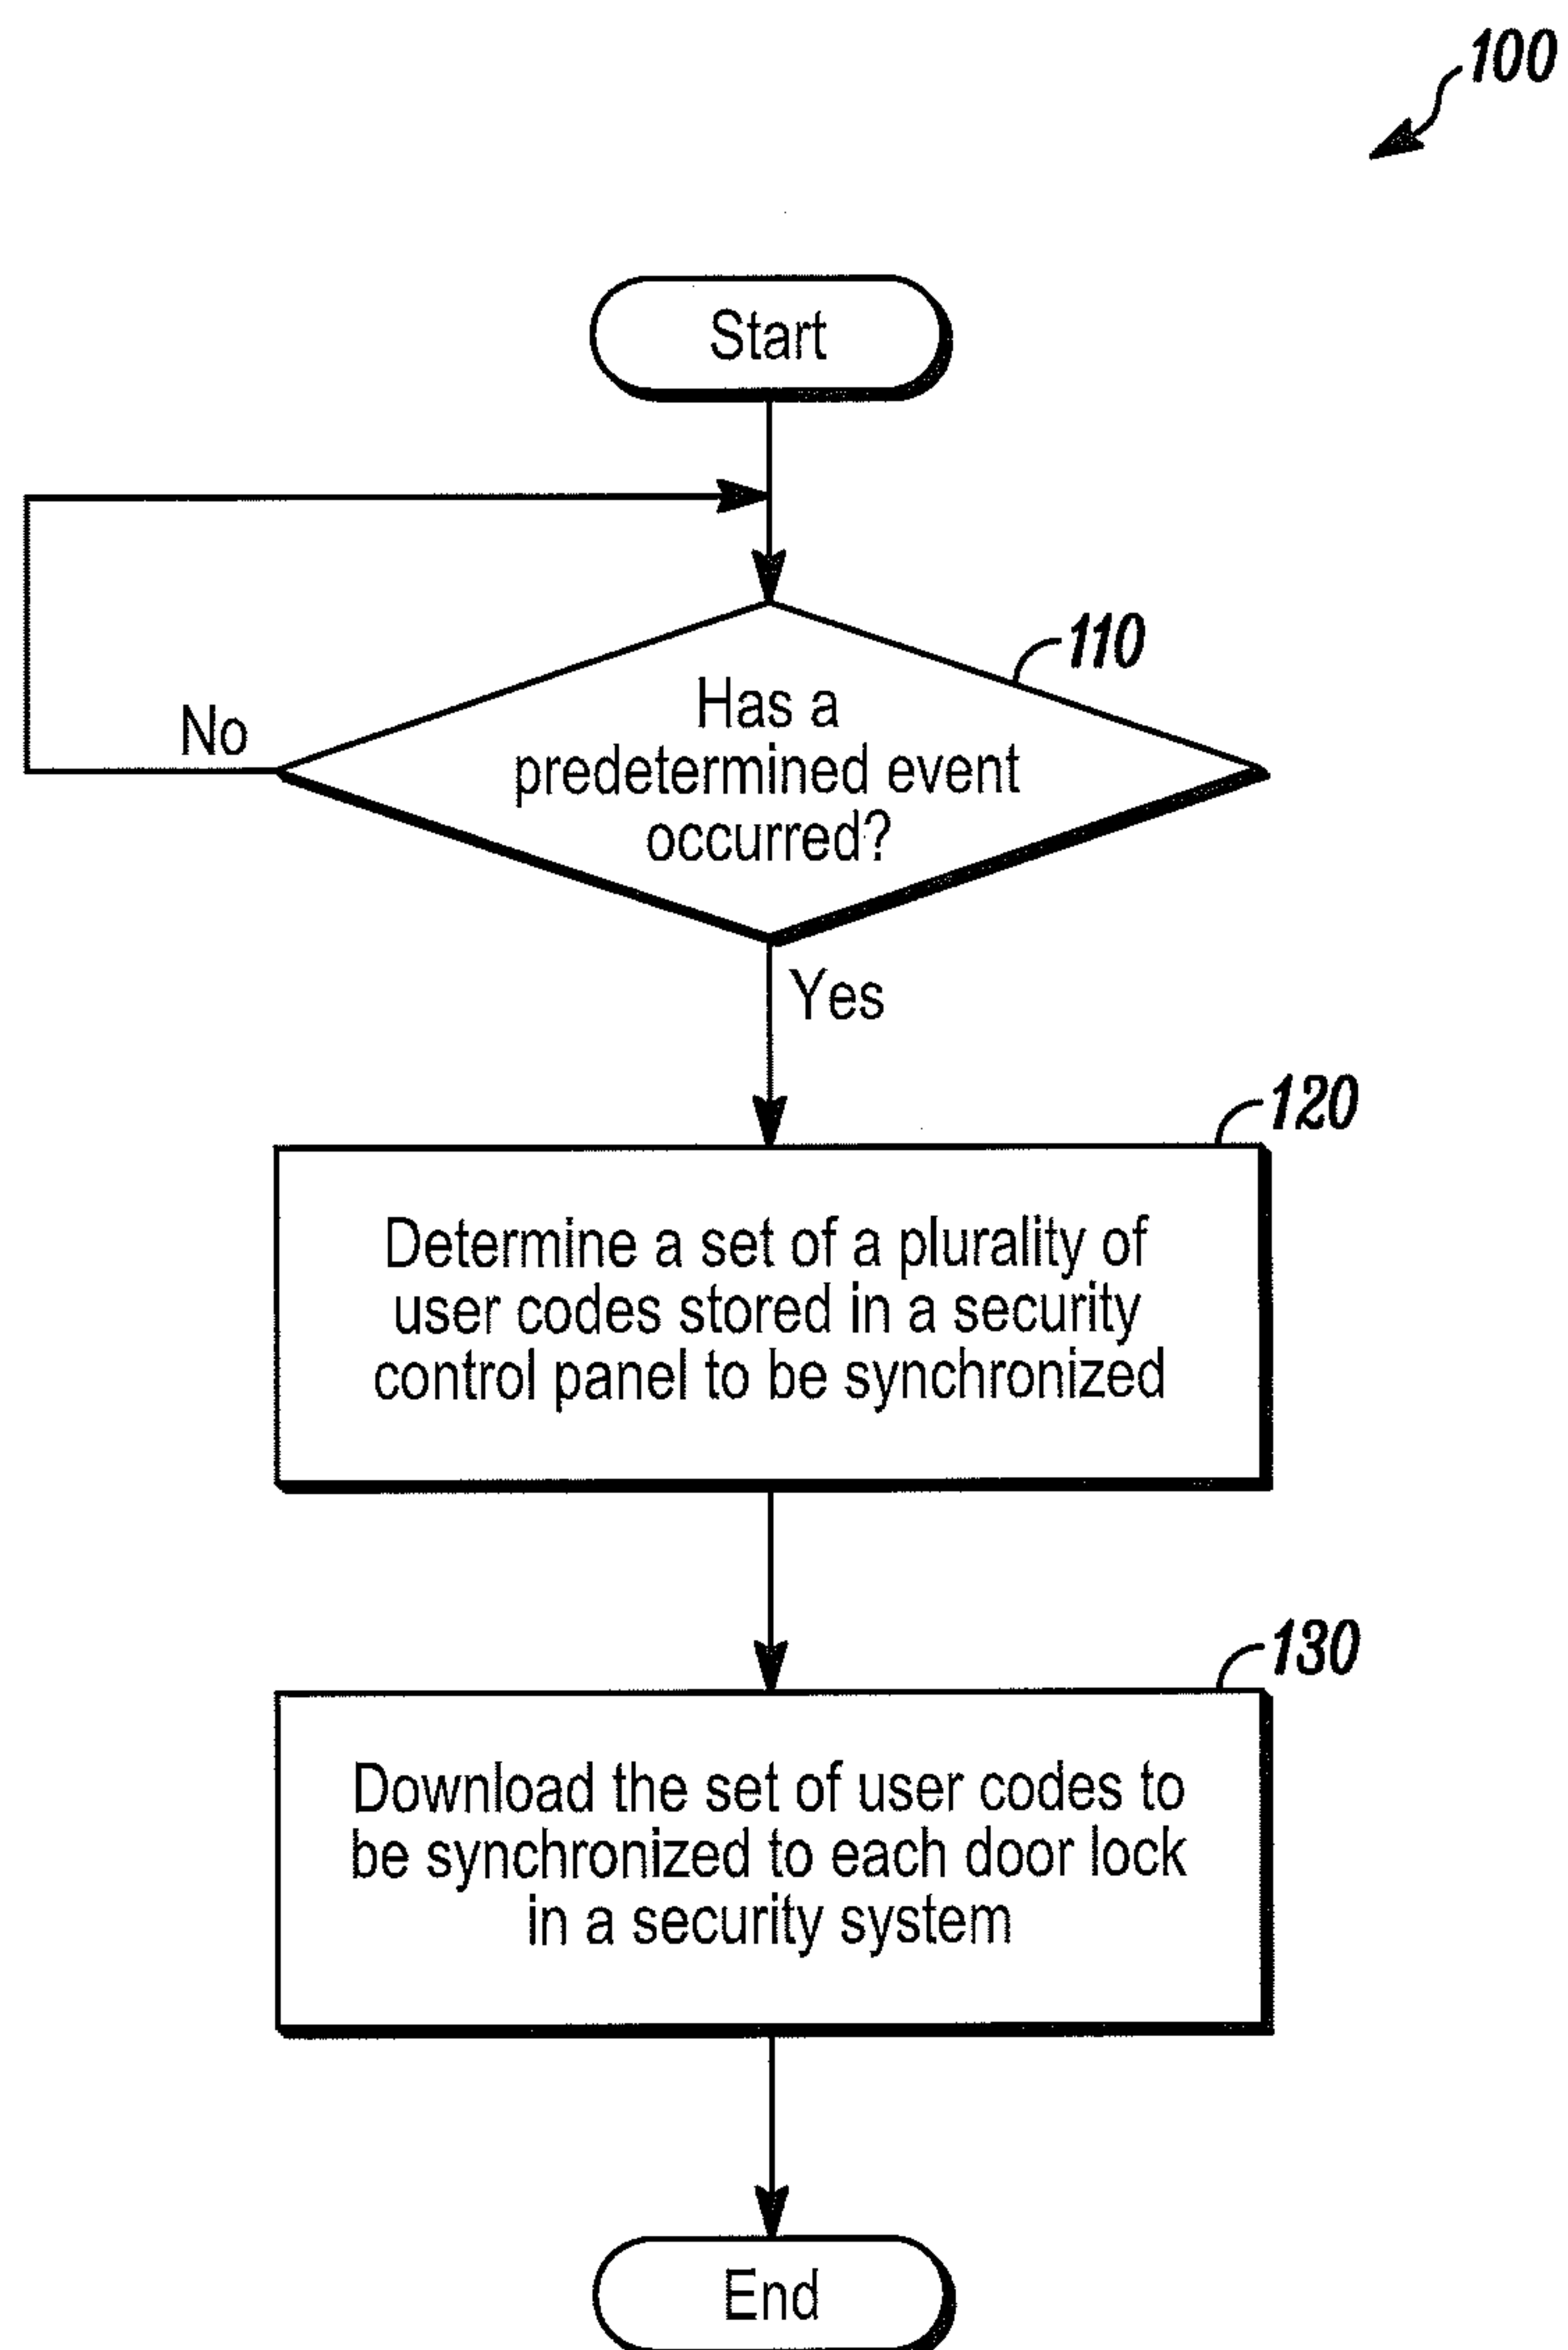 100
Start
110
Has a
predetermined event
occurred?
No
Yes
120
Determine a set of a plurality of
user codes stored in a security
control panel to be synchronized
130
Download the set of user codes to
be synchronized to each door lock
in a security system
End